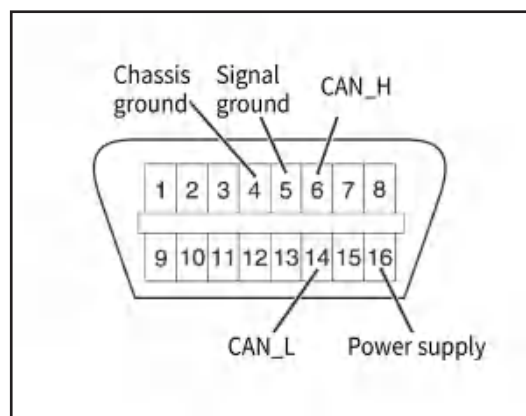 Chassis
ground
Signal
ground
CAN_H
1 2 3 4 5 6 7 8
9 10 11 12 13 14 15 16
CAN_L
Power supply